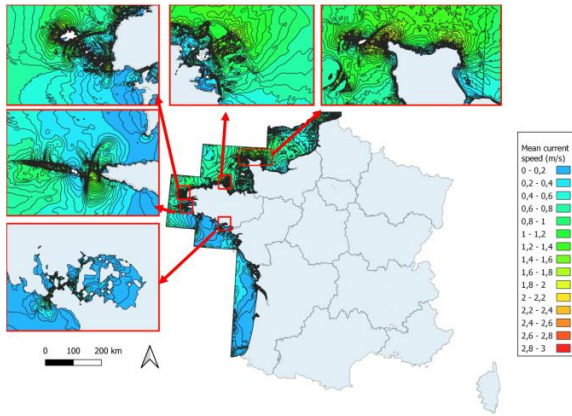 Mean current
speed (m/s)
0 - 0,2
0,2 - 0,4
0,4 - 0,6
0,6 - 0,8
0,8 - 1
1 - 1,2
1,2 - 1,4
1,4 - 1,6
1,6 - 1,8
1,8 - 2
2 - 2,2
2,2 - 2,4
2,4 - 2,6
2,6 - 2,8
2,8 - 3
0 100 200 km